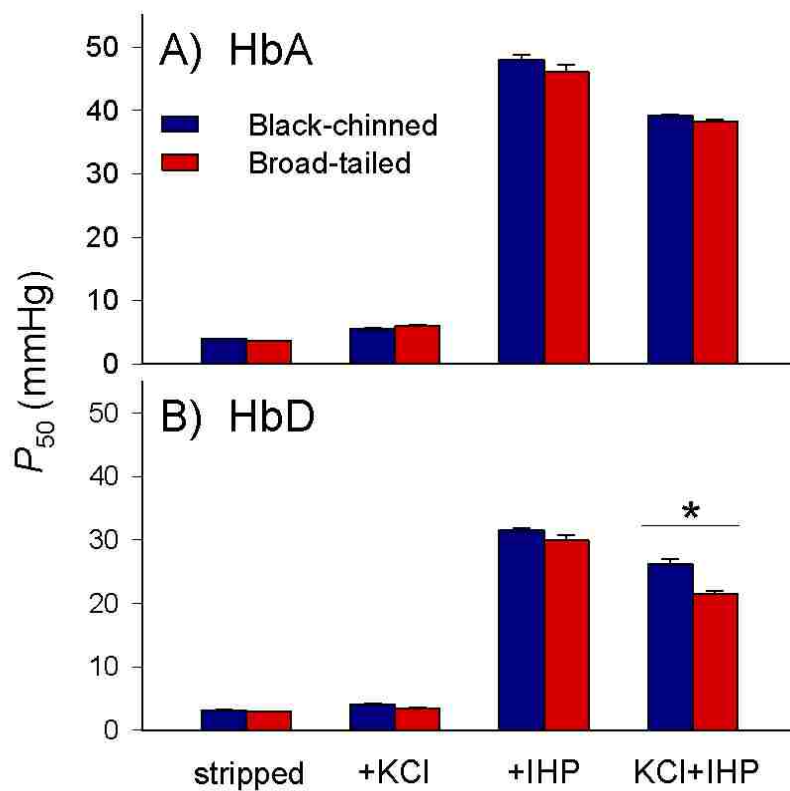 A) HbA
Black-chinned
Broad-tailed
50
40
30
20
10
0
P50 (mmHg)
B) HbD
50
40
30
20
10
0
*
stripped +KCl +IHP KCl+IHP